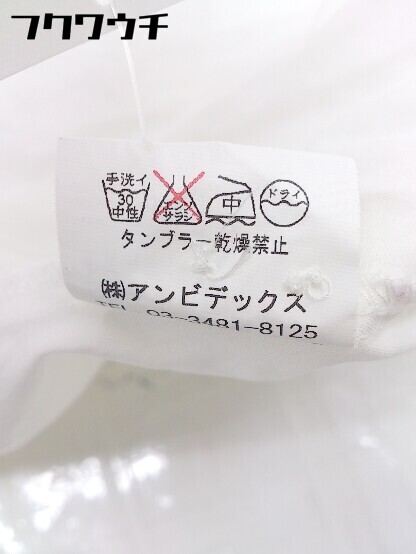 フクワウチ
手洗イ
30
中性
エンソ
サラシ
中
ドライ
タンブラー乾燥禁止
㈱アンビデックス
TEL 03-3481-8125